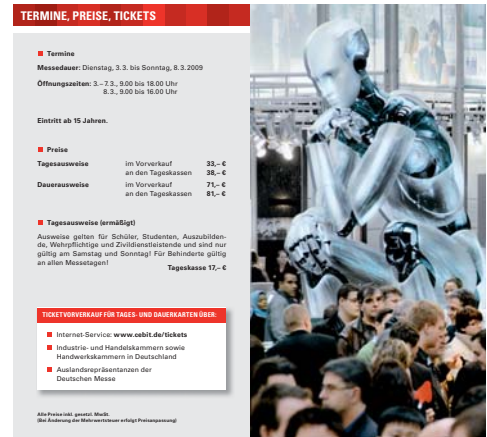 TERMINE, PREISE, TICKETS
Termine
Messedauer: Dienstag, 3.3. bis Sonntag, 8.3.2009
Öffnungszeiten: 3.–7.3., 9.00 bis 18.00 Uhr
8.3., 9.00 bis 16.00 Uhr
Eintritt ab 15 Jahren.
Preise
Tagesausweise im Vorverkauf 33,– €
an den Tageskassen 38,– €
Dauerausweise im Vorverkauf 71,– €
an den Tageskassen 81,– €
Tagesausweise (ermäßigt)
Ausweise gelten für Schüler, Studenten, Auszubilden-
de, Wehrpflichtige und Zivildienstleistende und sind nur
gültig am Samstag und Sonntag! Für Behinderte gültig
an allen Messetagen!
Tageskasse 17,– €
TICKETVORVERKAUF FÜR TAGES- UND DAUERKARTEN ÜBER:
Internet-Service: www.cebit.de/tickets
Industrie- und Handelskammern sowie
Handwerkskammern in Deutschland
Auslandsrepräsentanzen der
Deutschen Messe
Alle Preise inkl. gesetzl. MwSt.
(Bei Änderung der Mehrwertsteuer erfolgt Preisanpassung)